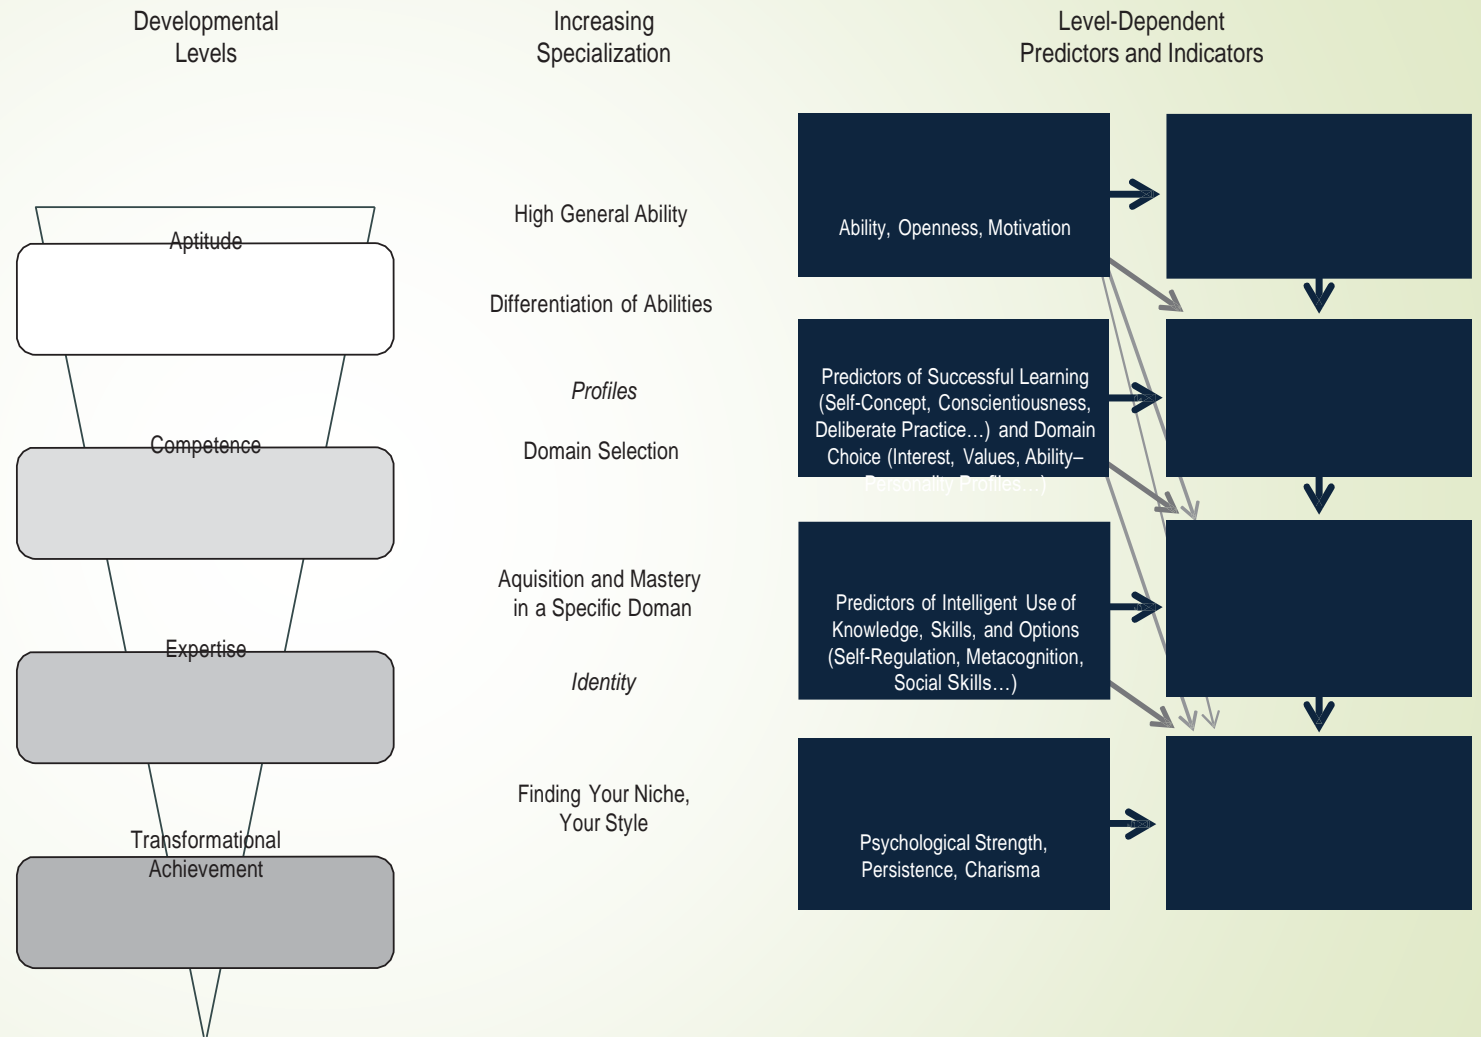 Developmental
Levels
Increasing
Specialization
Level-Dependent
Predictors and Indicators
Aptitude
Competence
Expertise
Transformational
Achievement
High General Ability
Differentiation of Abilities
Profiles
Domain Selection
Aquisition and Mastery
in a Specific Doman
Identity
Finding Your Niche,
Your Style
Ability, Openness, Motivation
Predictors of Successful Learning
(Self-Concept, Conscientiousness,
Deliberate Practice…) and Domain
Choice (Interest, Values, Ability–
Personality Profiles…)
Predictors of Intelligent Use of
Knowledge, Skills, and Options
(Self-Regulation, Metacognition,
Social Skills…)
Psychological Strength,
Persistence, Charisma